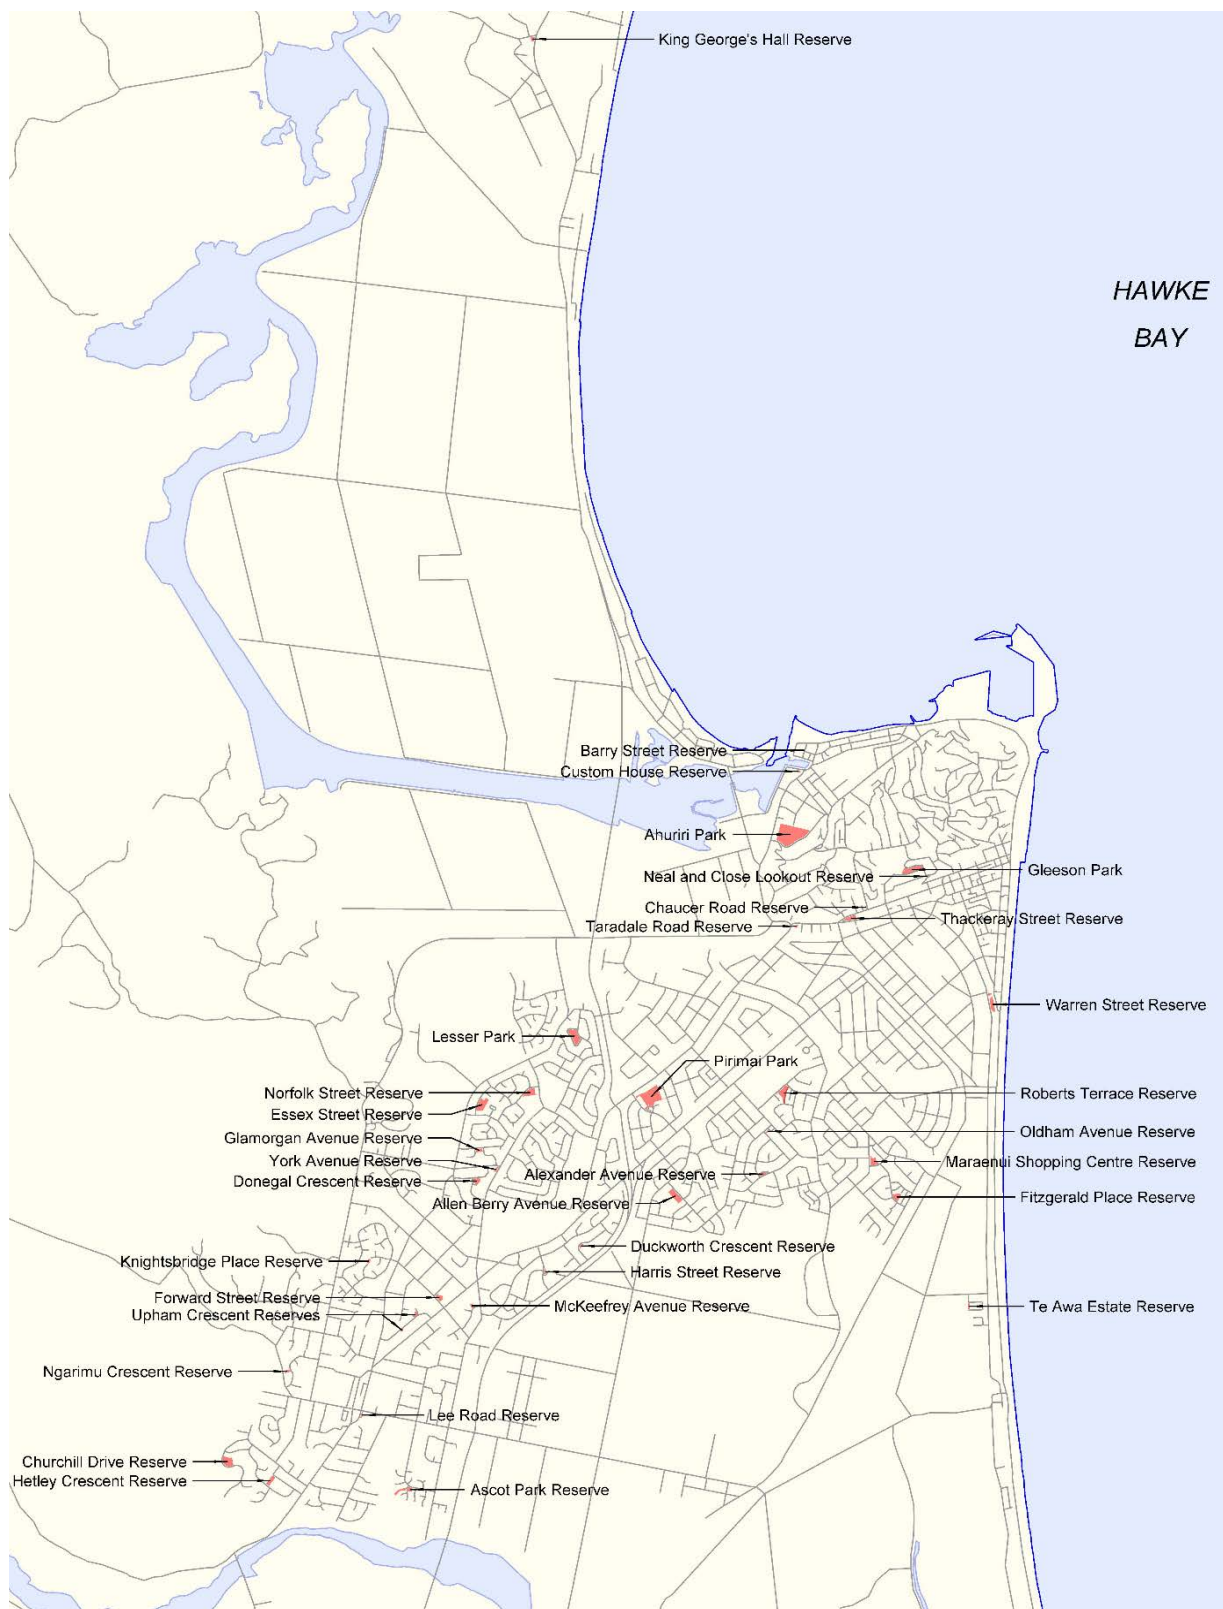 King George's Hall Reserve
HAWKE
BAY
Barry Street Reserve
Custom House Reserve
Ahuriri Park
Gleeson Park
Neal and Close Lookout Reserve
Chaucer Road Reserve
Thackeray Street Reserve
Taradale Road Reserve
Warren Street Reserve
Lesser Park
Pirimai Park
Norfolk Street Reserve
Roberts Terrace Reserve
Essex Street Reserve
Oldham Avenue Reserve
Glamorgan Avenue Reserve
York Avenue Reserve
Maraenui Shopping Centre Reserve
Alexander Avenue Reserve
Donegal Crescent Reserve
Fitzgerald Place Reserve
Allen Berry Avenue Reserve
Duckworth Crescent Reserve
Knightsbridge Place Reserve
Harris Street Reserve
Forward Street Reserve
McKeefrey Avenue Reserve
Te Awa Estate Reserve
Upham Crescent Reserves
Ngarimu Crescent Reserve
Lee Road Reserve
Churchill Drive Reserve
Hetley Crescent Reserve
Ascot Park Reserve